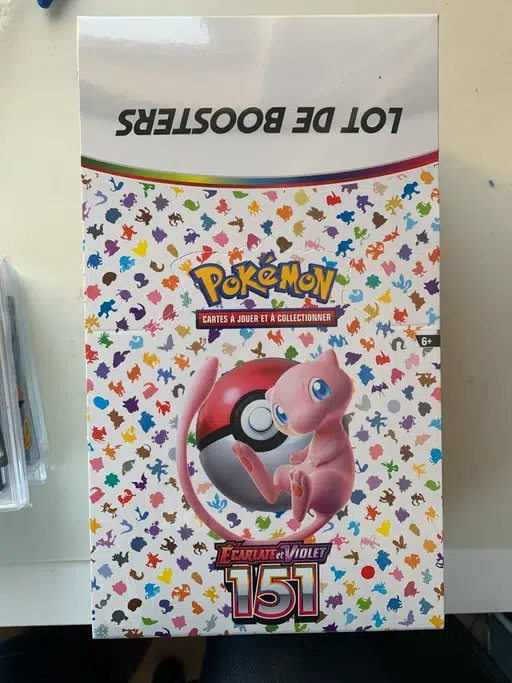 LOT DE BOOSTERS
POKéMON
CARTES À JOUER ET À COLLECTIONNER
6+
ÉCARLATE et VIOLET
151